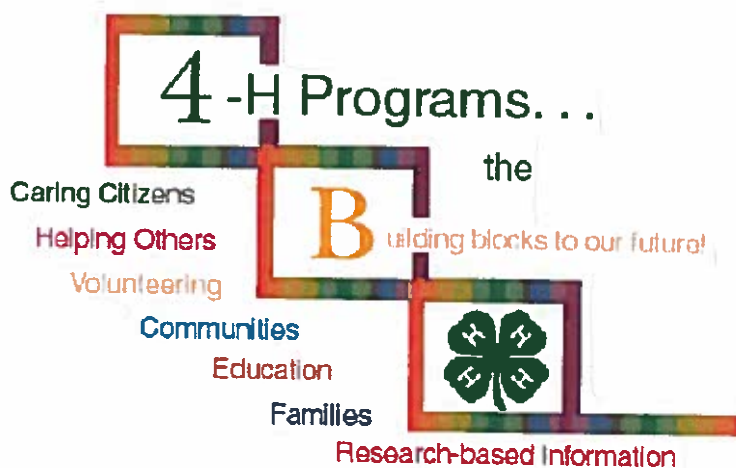 4-H Programs...
the
Building blocks to our future!
Caring Citizens
Helping Others
Volunteering
Communities
Education
Families
Research-based Information
H H
H H